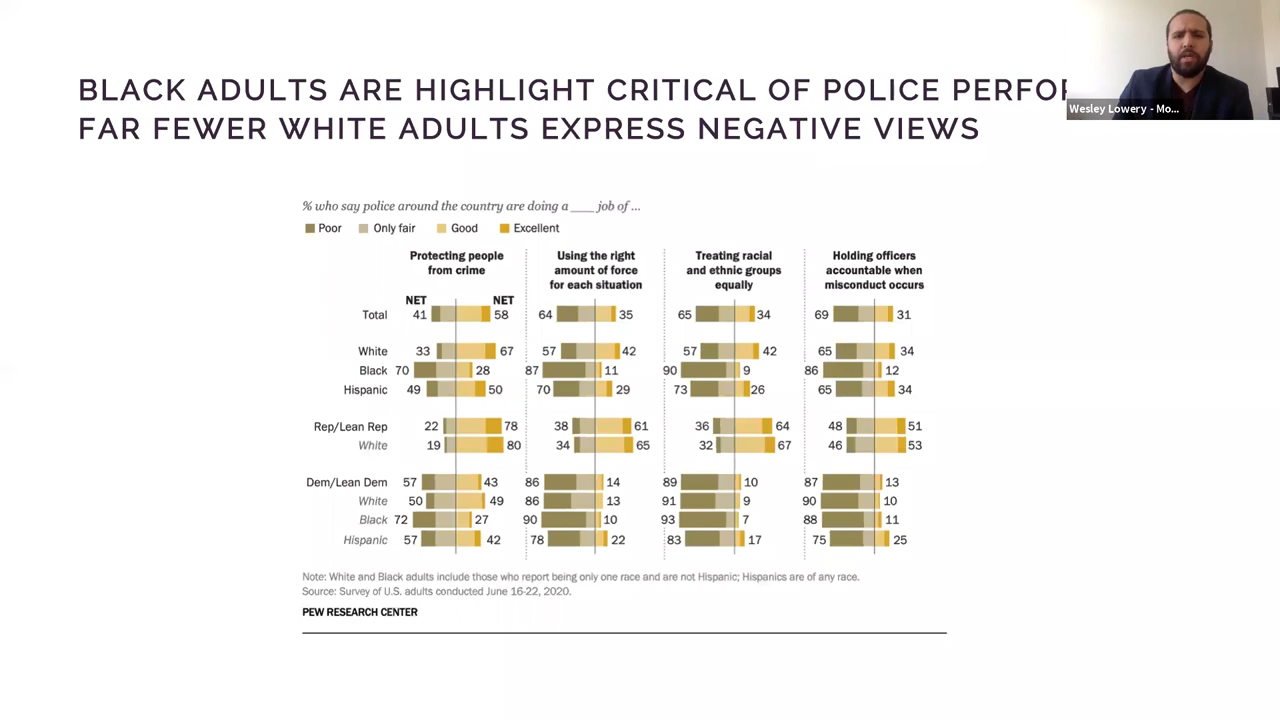 BLACK ADULTS ARE HIGHLIGHT CRITICAL OF POLICE
FAR FEWER WHITE ADULTS EXPRESS NEGATIVE VIEWS
Wesley Lowery - Mo...
% who say police around the country are doing a ___ job of ...
Poor Only fair Good Excellent
Protecting people from crime
Using the right amount of force for each situation
Treating racial and ethnic groups equally
Holding officers accountable when misconduct occurs
NET NET
Total 41 58 64 35 65 34 69 31
White 33 67 57 42 57 42 65 34
Black 70 28 87 11 90 9 86 12
Hispanic 49 50 70 29 73 26 65 34
Rep/Lean Rep 22 78 38 61 36 64 48 51
White 19 80 34 65 32 67 46 53
Dem/Lean Dem 57 43 86 14 89 10 87 13
White 50 49 86 13 91 9 90 10
Black 72 27 90 10 93 7 88 11
Hispanic 57 42 78 22 83 17 75 25
Note: White and Black adults include those who report being only one race and are not Hispanic; Hispanics are of any race.
Source: Survey of U.S. adults conducted June 16-22, 2020.
PEW RESEARCH CENTER